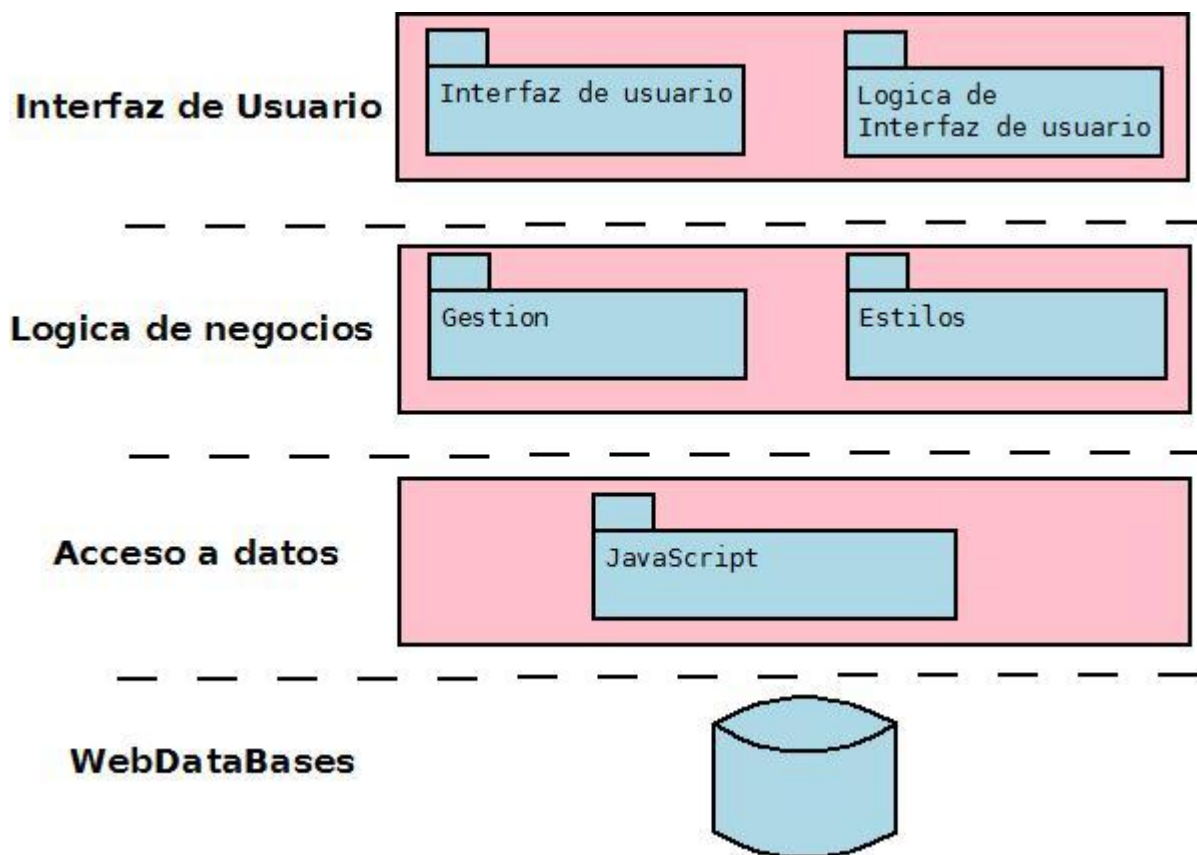 Interfaz de Usuario
Interfaz de usuario
Logica de
Interfaz de usuario
Logica de negocios
Gestion
Estilos
Acceso a datos
JavaScript
WebDataBases